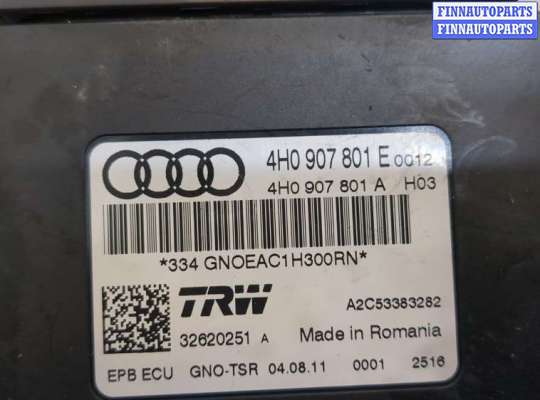 FINNAUTOPARTS
FINNAUTOPARTS
4H0 907 801 E 0012
4H0 907 801 A H03
*334 GNOEAC1H300RN*
TRW
A2C53383282
32620251 A Made in Romania
EPB ECU GNO-TSR 04.08.11 0001 2516